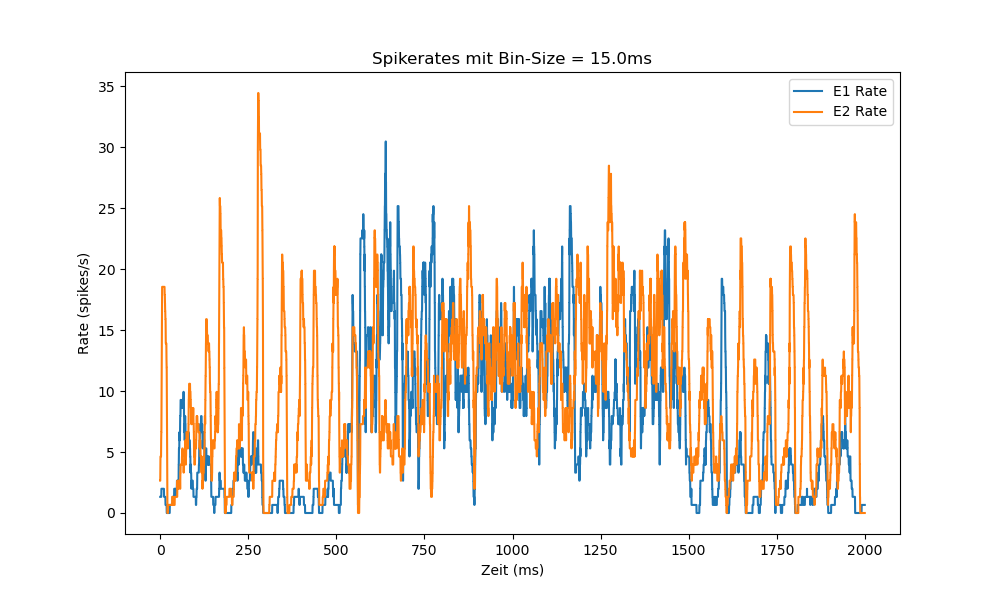 Spikerates mit Bin-Size = 15.0ms
E1 Rate
E2 Rate
Rate (spikes/s)
35
30
25
20
15
10
5
0
0 250 500 750 1000 1250 1500 1750 2000
Zeit (ms)